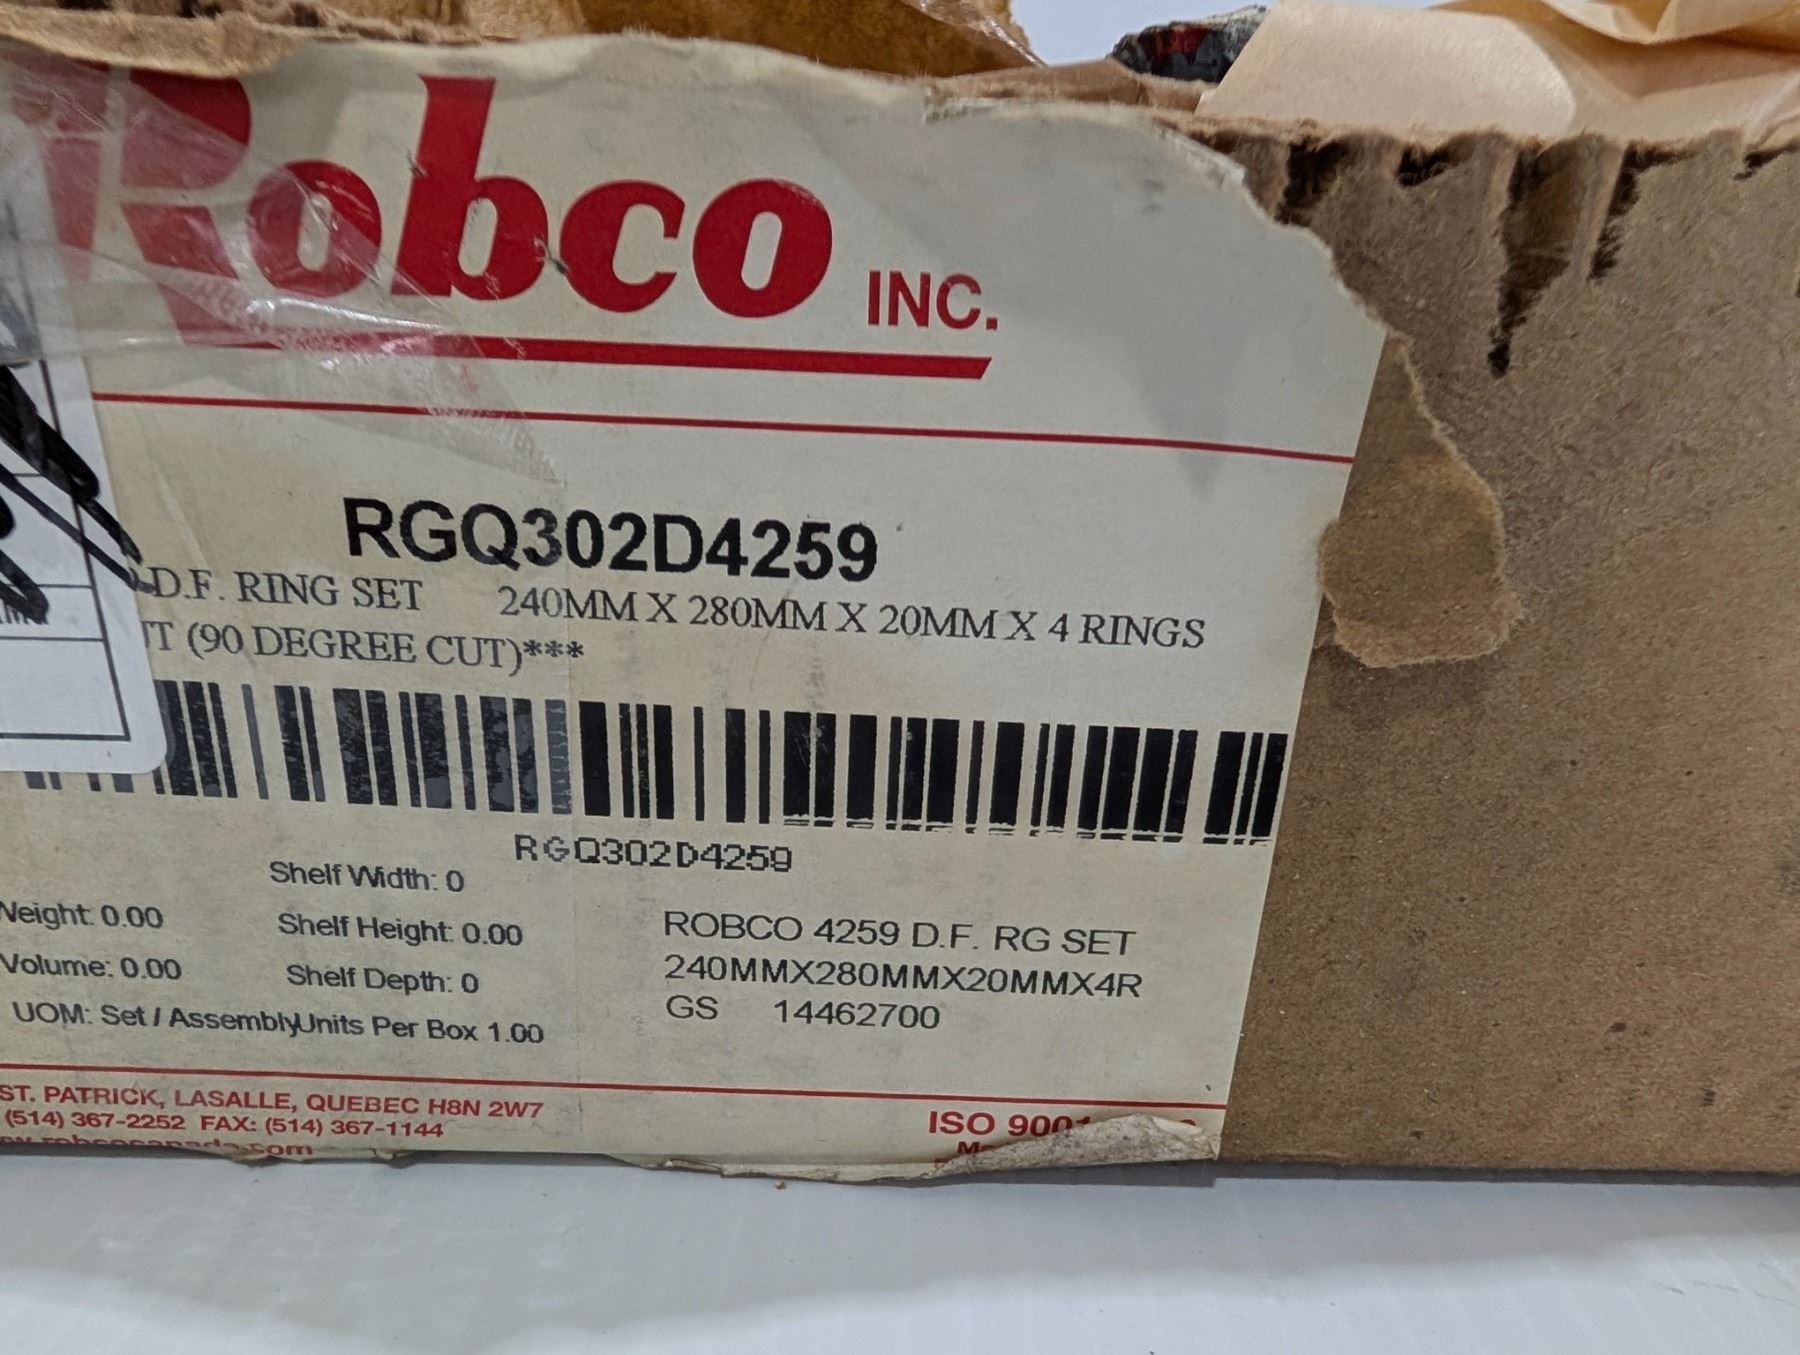 Robco INC.
RGQ302D4259
D.F. RING SET 240MM X 280MM X 20MM X 4 RINGS
(90 DEGREE CUT)***
RGQ302D4259
Shelf Width: 0
Weight: 0.00 Shelf Height: 0.00
Volume: 0.00 Shelf Depth: 0
UOM: Set / Assembly Units Per Box 1.00
ROBCO 4259 D.F. RG SET
240MMX280MMX20MMX4R
GS 14462700
ST. PATRICK, LASALLE, QUEBEC H8N 2W7
(514) 367-2252 FAX: (514) 367-1144
www.robcocanada.com
ISO 9001